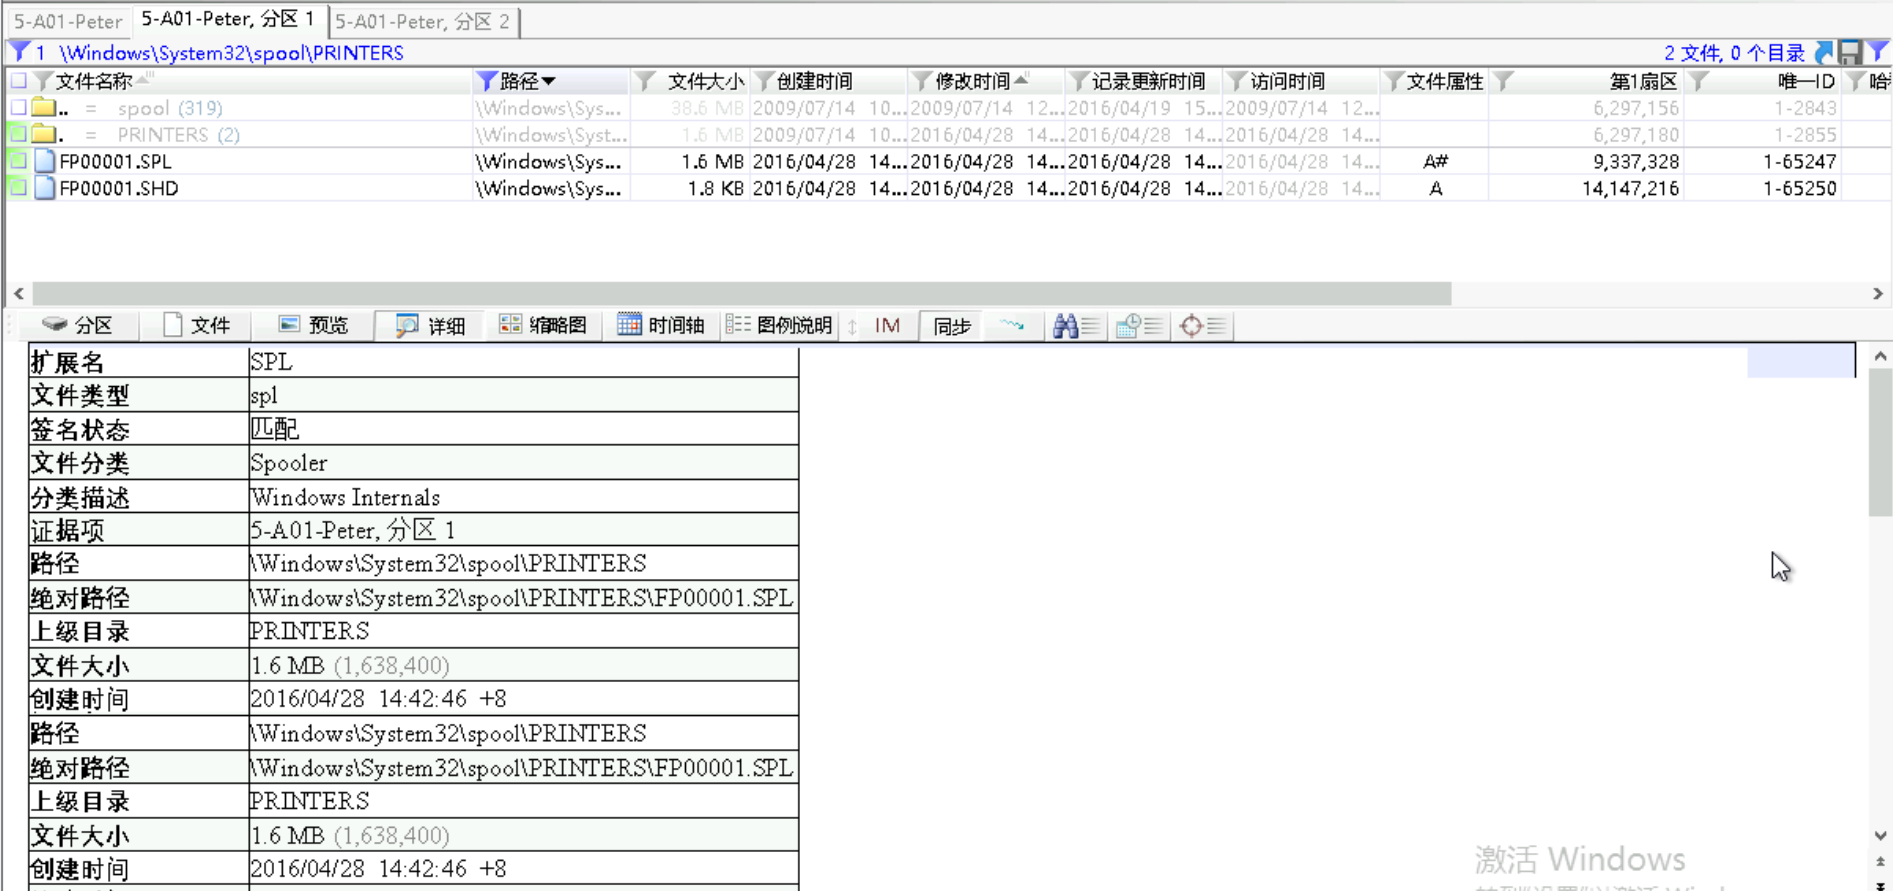 5-A01-Peter 5-A01-Peter, 分区 1 5-A01-Peter, 分区 2
1 \Windows\System32\spool\PRINTERS 2 文件, 0 个目录
文件名称 路径 文件大小 创建时间 修改时间 记录更新时间 访问时间 文件属性 第1扇区 唯一ID
.. = spool (319) \Windows\Sys... 38.6 MB 2009/07/14 10... 2009/07/14 12... 2016/04/19 15... 2009/07/14 12... 6,297,156 1-2843
. = PRINTERS (2) \Windows\Syst... 1.6 MB 2009/07/14 10... 2016/04/28 14... 2016/04/28 14... 2016/04/28 14... 6,297,180 1-2855
FP00001.SPL \Windows\Sys... 1.6 MB 2016/04/28 14... 2016/04/28 14... 2016/04/28 14... 2016/04/28 14... A# 9,337,328 1-65247
FP00001.SHD \Windows\Sys... 1.8 KB 2016/04/28 14... 2016/04/28 14... 2016/04/28 14... 2016/04/28 14... A 14,147,216 1-65250
分区 文件 预览 详细 缩略图 时间轴 图例说明 IM 同步
扩展名 SPL
文件类型 spl
签名状态 匹配
文件分类 Spooler
分类描述 Windows Internals
证据项 5-A01-Peter, 分区 1
路径 \Windows\System32\spool\PRINTERS
绝对路径 \Windows\System32\spool\PRINTERS\FP00001.SPL
上级目录 PRINTERS
文件大小 1.6 MB (1,638,400)
创建时间 2016/04/28 14:42:46 +8
路径 \Windows\System32\spool\PRINTERS
绝对路径 \Windows\System32\spool\PRINTERS\FP00001.SPL
上级目录 PRINTERS
文件大小 1.6 MB (1,638,400)
创建时间 2016/04/28 14:42:46 +8
激活 Windows